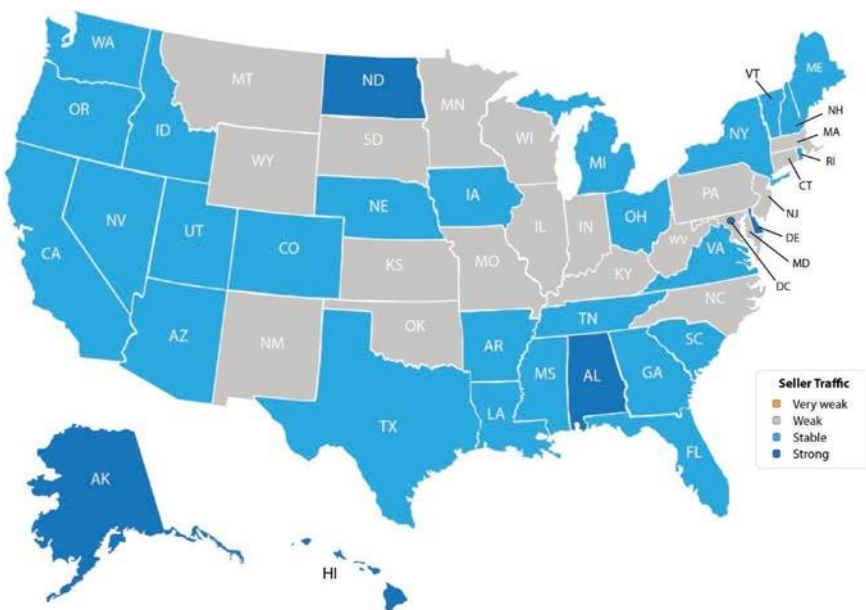 WA
MT
ND
MN
ME
VT
OR
ID
SD
WI
NH
NY
MA
WY
MI
RI
CT
NE
IA
PA
NV
OH
NJ
UT
IL
IN
CA
CO
DE
WV
VA
KS
MO
KY
MD
DC
NC
TN
AZ
NM
OK
AR
SC
MS
AL
GA
LA
TX
FL
Seller Traffic
Very weak
Weak
Stable
Strong
AK
HI